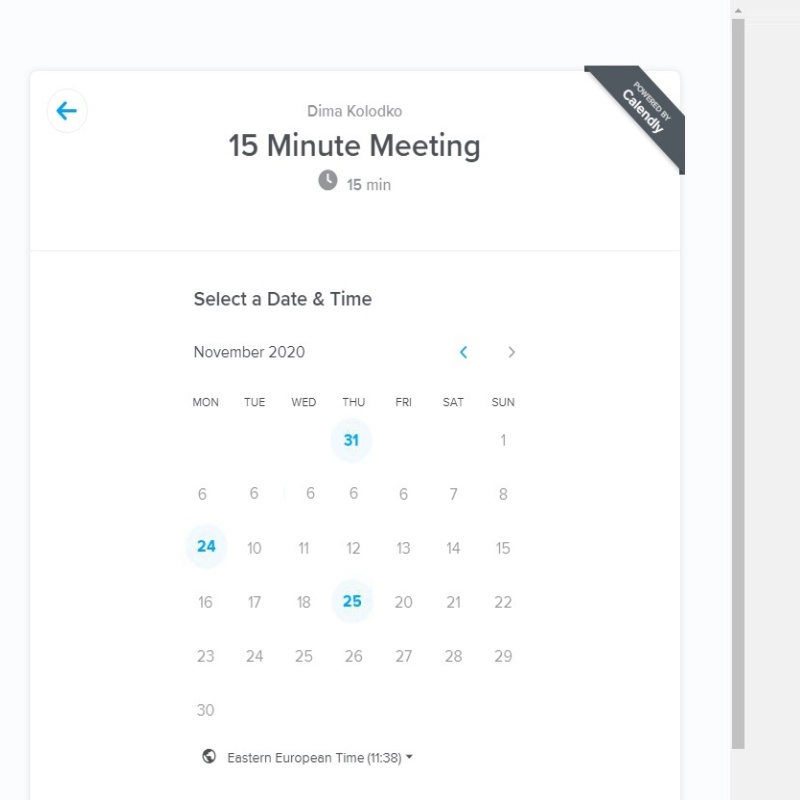 POWERED BY
Calendly
Dima Kolodko
15 Minute Meeting
15 min
Select a Date & Time
November 2020
MON TUE WED THU FRI SAT SUN
31 1
6 6 6 6 6 7 8
24 10 11 12 13 14 15
16 17 18 25 20 21 22
23 24 25 26 27 28 29
30
Eastern European Time (11:38)